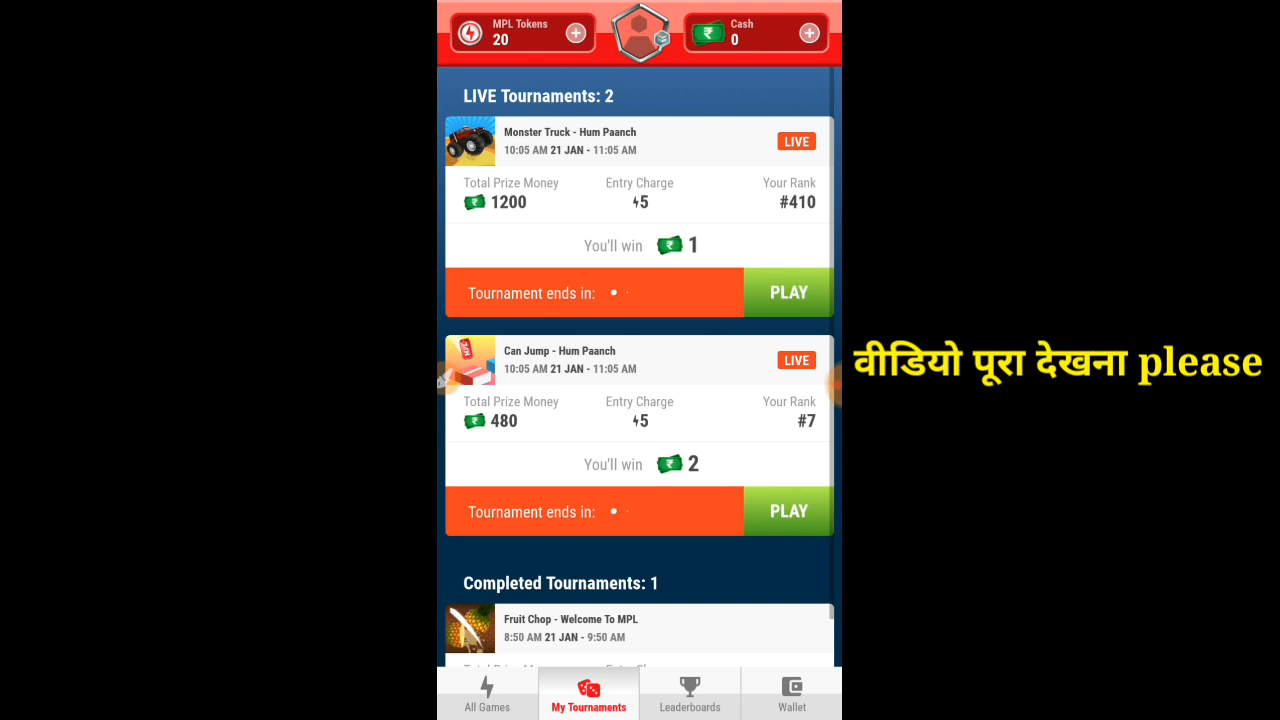 MPL Tokens
20
Cash
0
LIVE Tournaments: 2
Monster Truck - Hum Paanch
10:05 AM 21 JAN - 11:05 AM
LIVE
Total Prize Money Entry Charge Your Rank
1200 5 #410
You'll win 1
Tournament ends in: PLAY
Can Jump - Hum Paanch
10:05 AM 21 JAN - 11:05 AM
LIVE
Total Prize Money Entry Charge Your Rank
480 5 #7
You'll win 2
Tournament ends in: PLAY
वीडियो पूरा देखना please
Completed Tournaments: 1
Fruit Chop - Welcome To MPL
8:50 AM 21 JAN - 9:50 AM
All Games My Tournaments Leaderboards Wallet